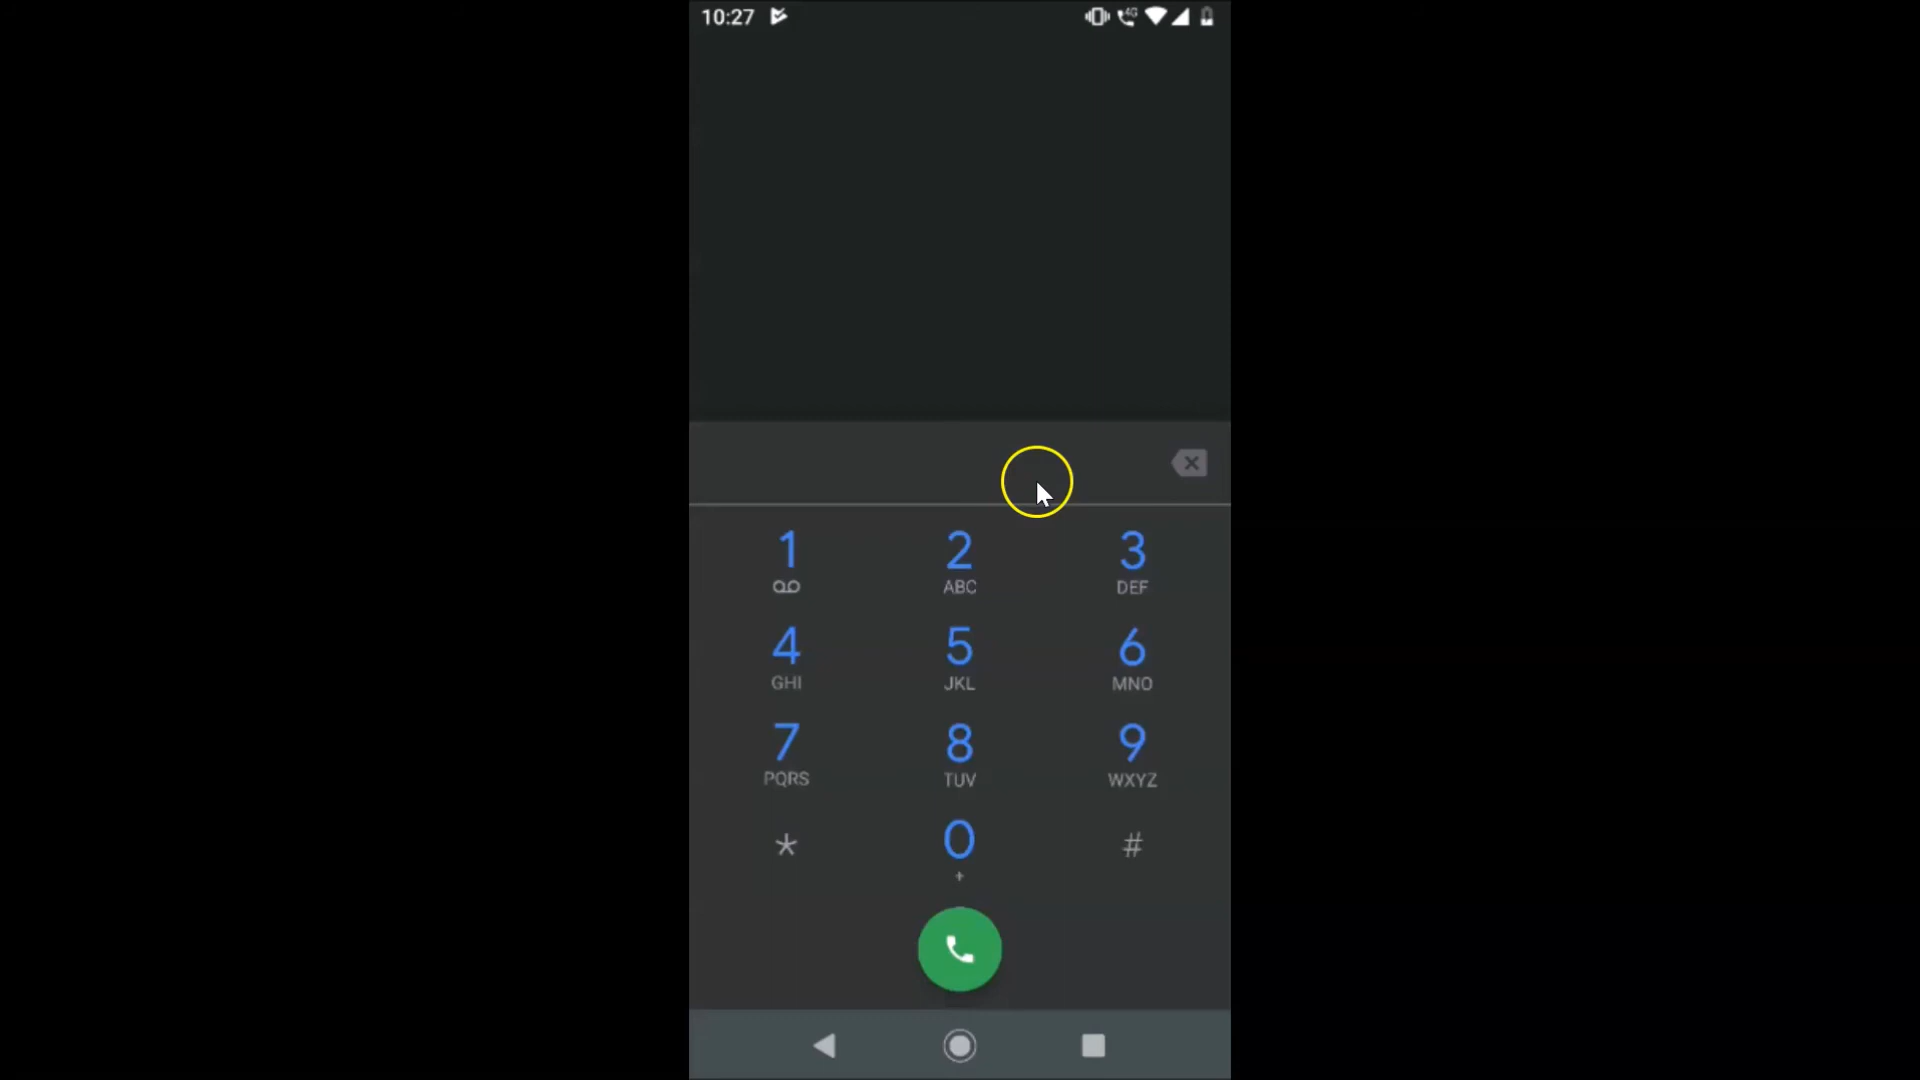 10:27 4G
1 2 3
ABC DEF
4 5 6
GHI JKL MNO
7 8 9
PQRS TUV WXYZ
* 0 #
+